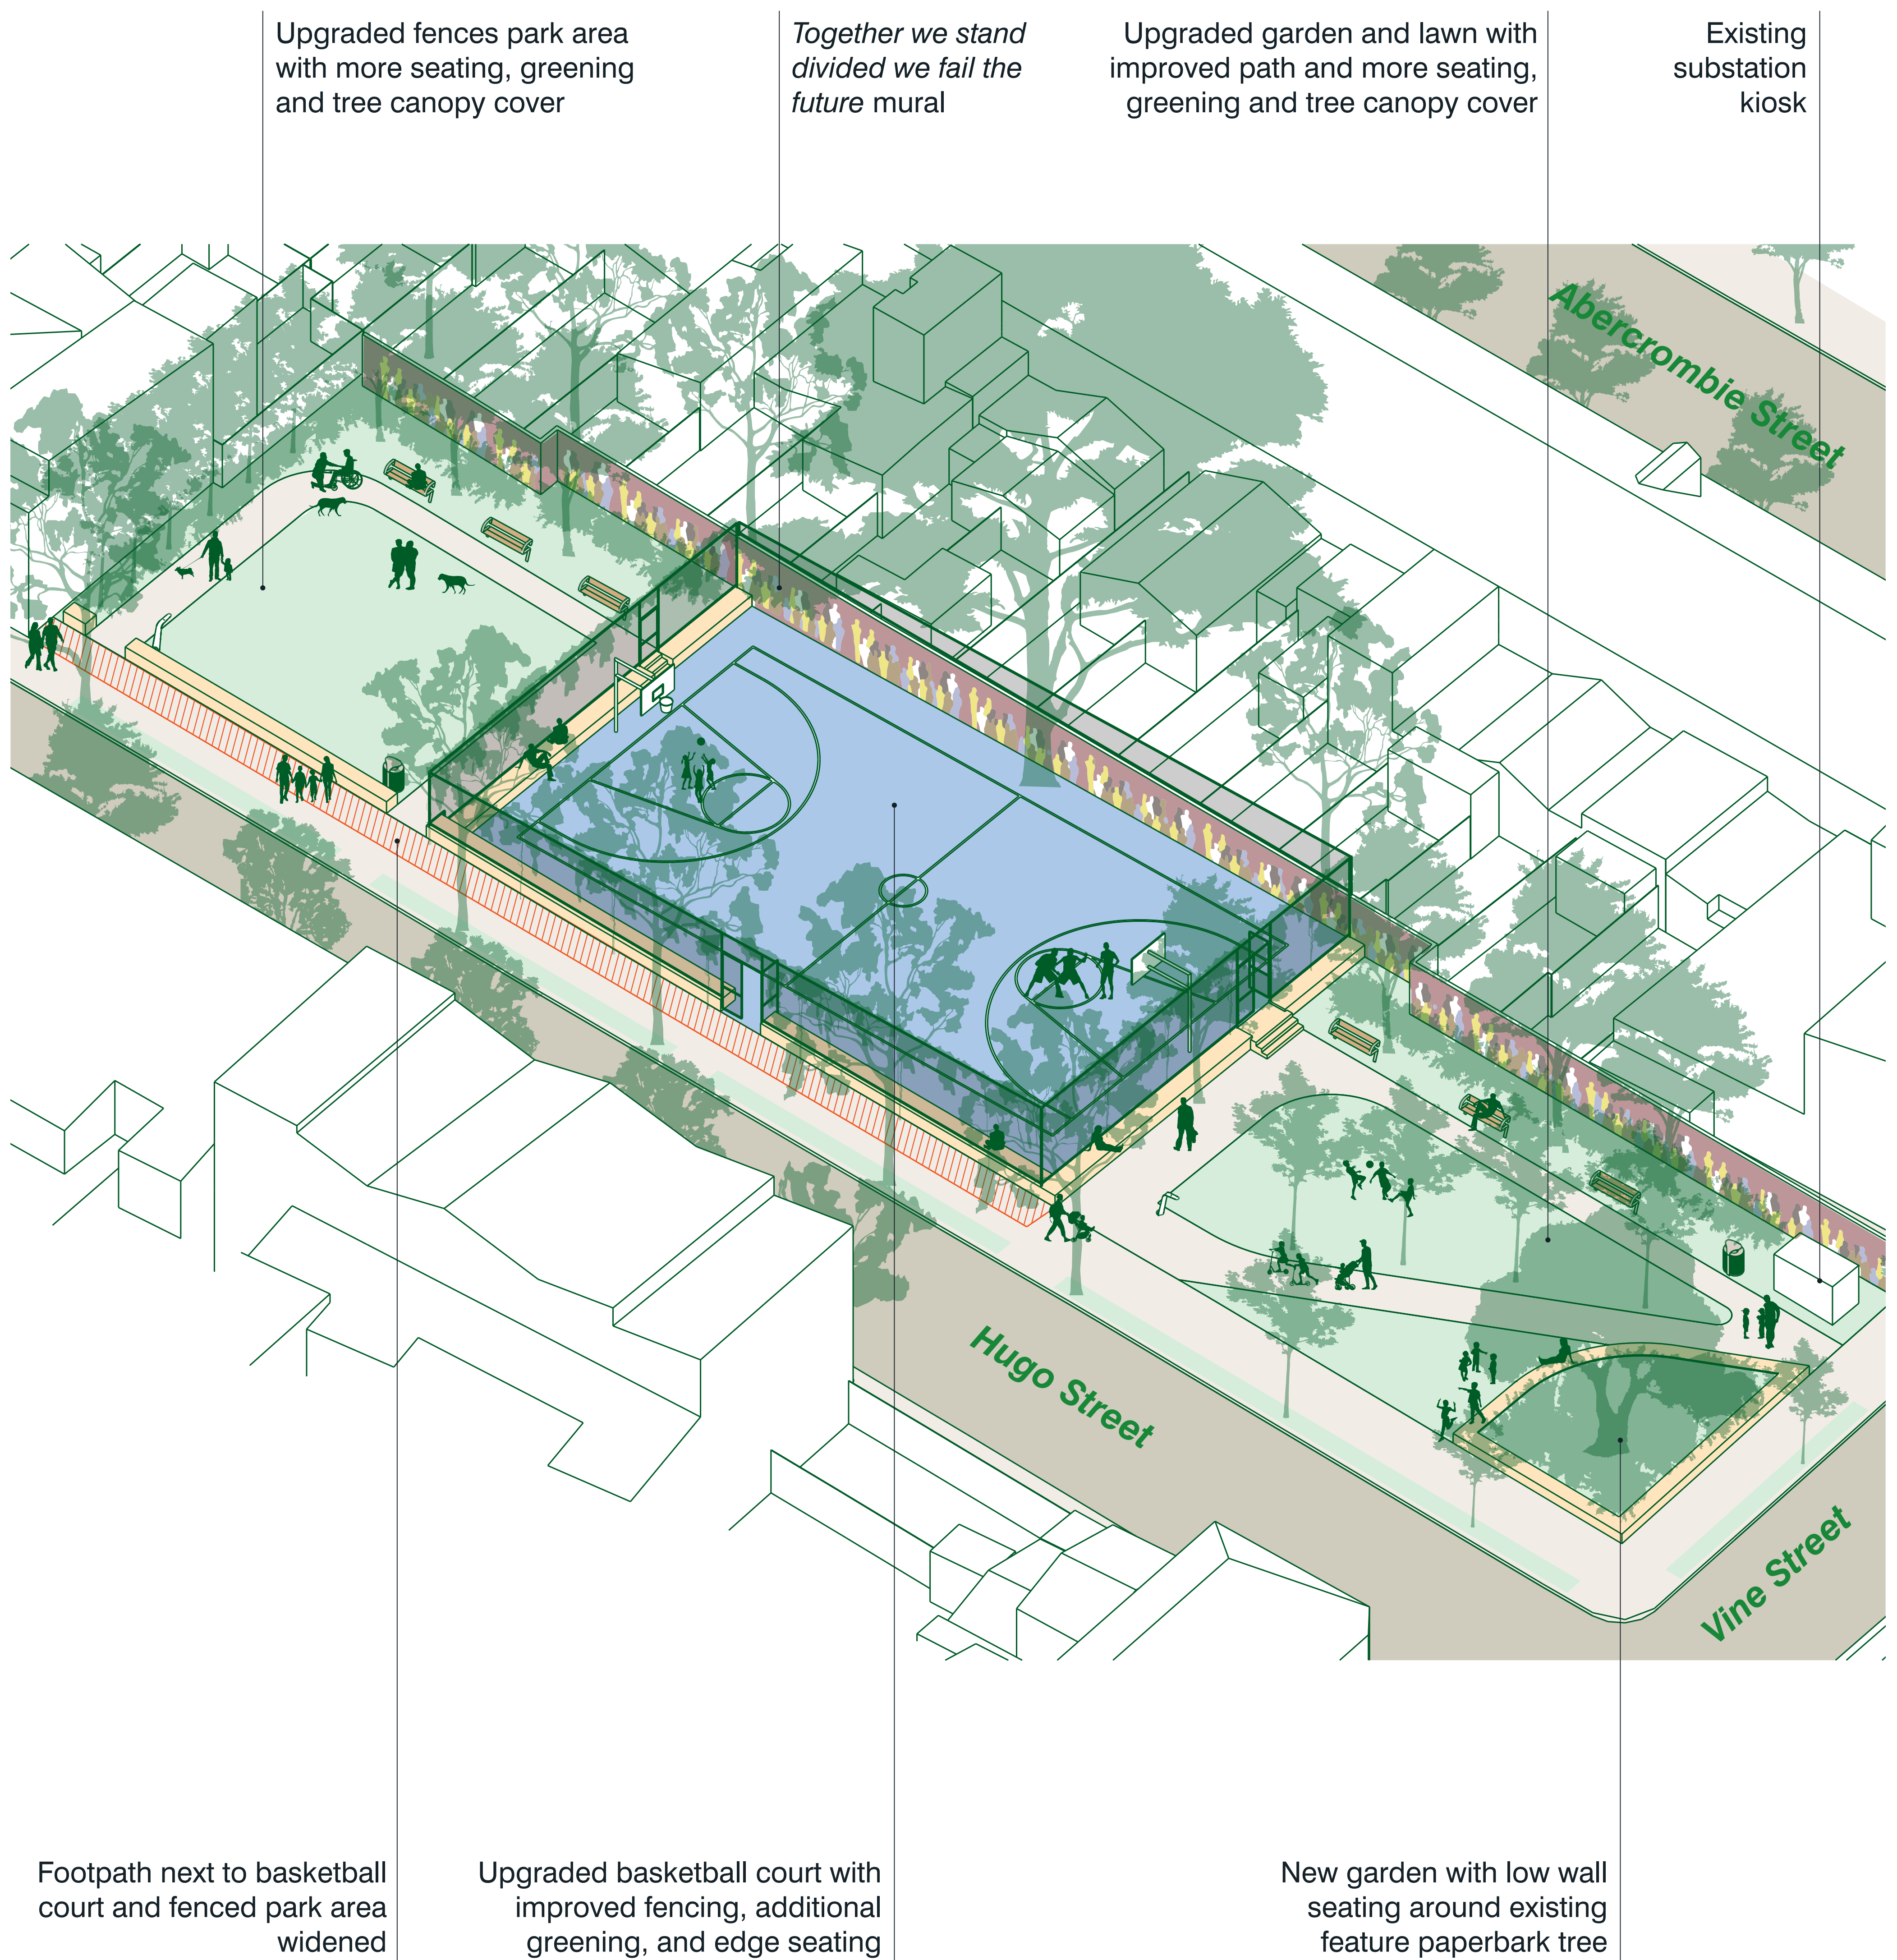 Upgraded fences park area
with more seating, greening
and tree canopy cover
Together we stand
divided we fail the
future mural
Upgraded garden and lawn with
improved path and more seating,
greening and tree canopy cover
Existing
substation
kiosk
Abercrombie Street
Hugo Street
Vine Street
Footpath next to basketball
court and fenced park area
widened
Upgraded basketball court with
improved fencing, additional
greening, and edge seating
New garden with low wall
seating around existing
feature paperbark tree